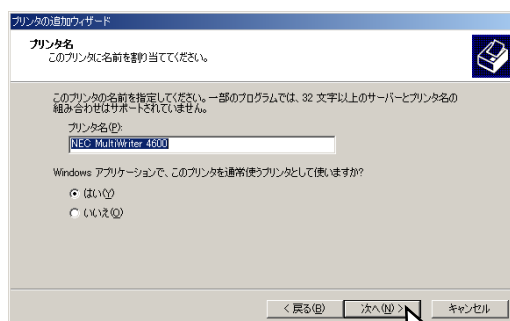 プリンタの追加ウィザード
プリンタ名
このプリンタに名前を割り当ててください。
このプリンタの名前を指定してください。一部のプログラムでは、32 文字以上のサーバーとプリンタ名の
組み合わせはサポートされていません。
プリンタ名(P):
NEC MultiWriter 4600
Windows アプリケーションで、このプリンタを通常使うプリンタとして使いますか?
はい(Y)
いいえ(O)
< 戻る(B) 次へ(N) > キャンセル